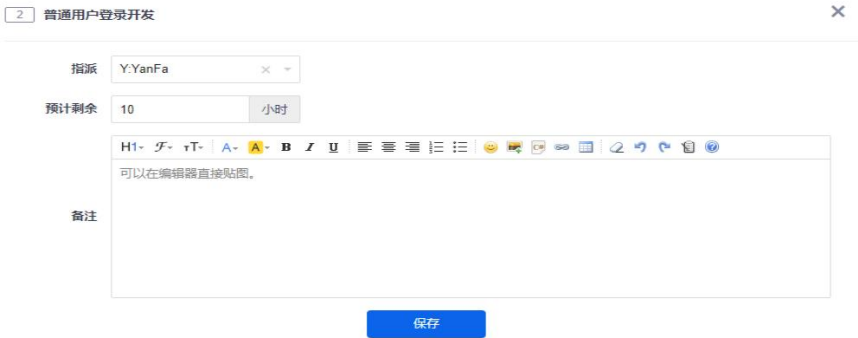 2 普通用户登录开发
指派 Y:YanFa
预计剩余 10 小时
H1 F TT A A B I U
可以在编辑器直接贴图。
备注
保存